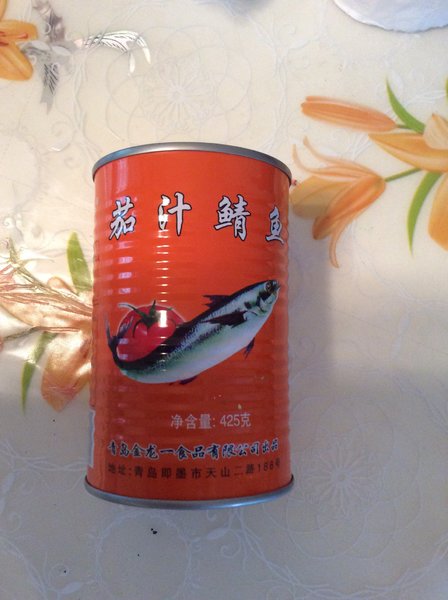 茄汁鲭鱼
净含量: 425克
青岛金龙一食品有限公司出品
地址:青岛即墨市天山二路188号